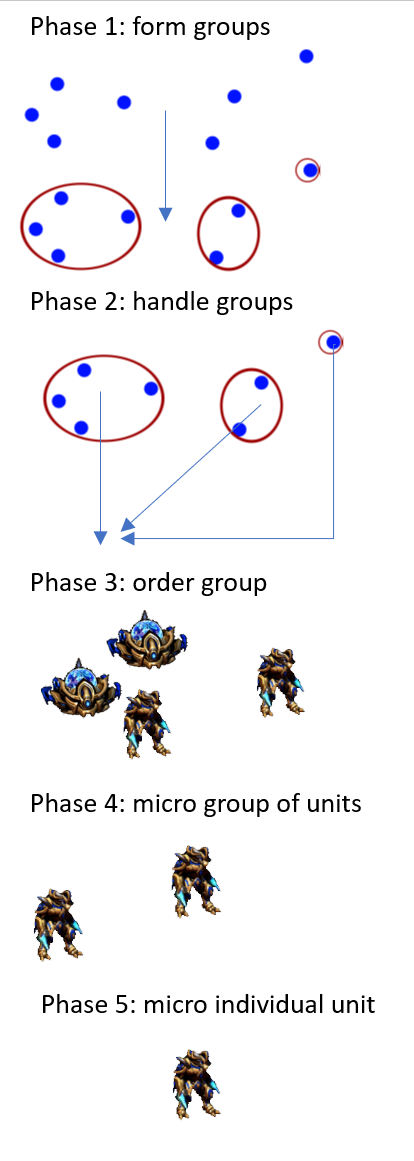 Phase 1: form groups
Phase 2: handle groups
Phase 3: order group
Phase 4: micro group of units
Phase 5: micro individual unit